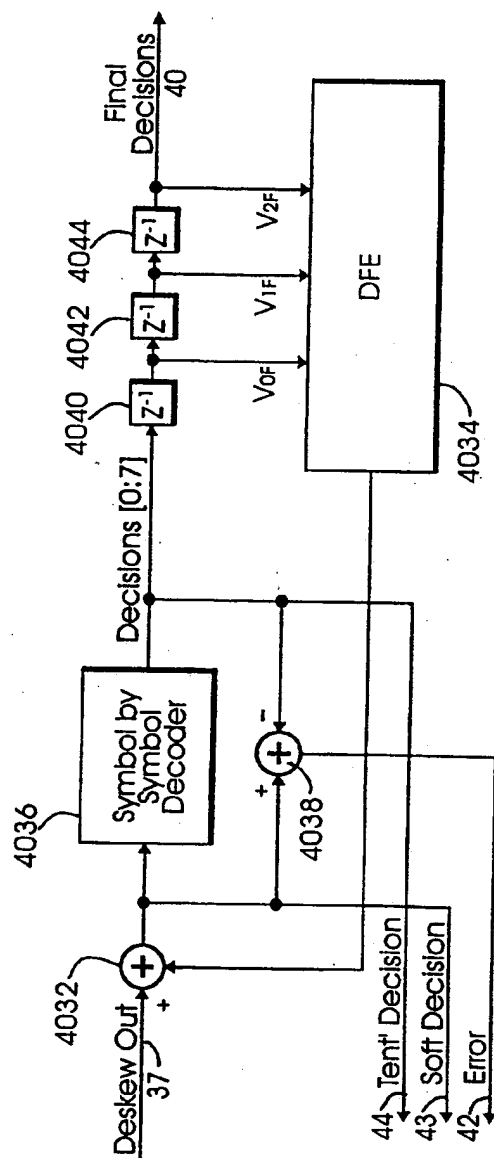 Deskew Out
37
4032
+
+
4036
Symbol by
Symbol
Decoder
Decisions [0:7]
4040
Z⁻¹
4042
Z⁻¹
4044
Z⁻¹
Final
Decisions
40
V0F
V1F
V2F
DFE
4034
+
−
+
4038
44 Tent' Decision
43 Soft Decision
42 Error